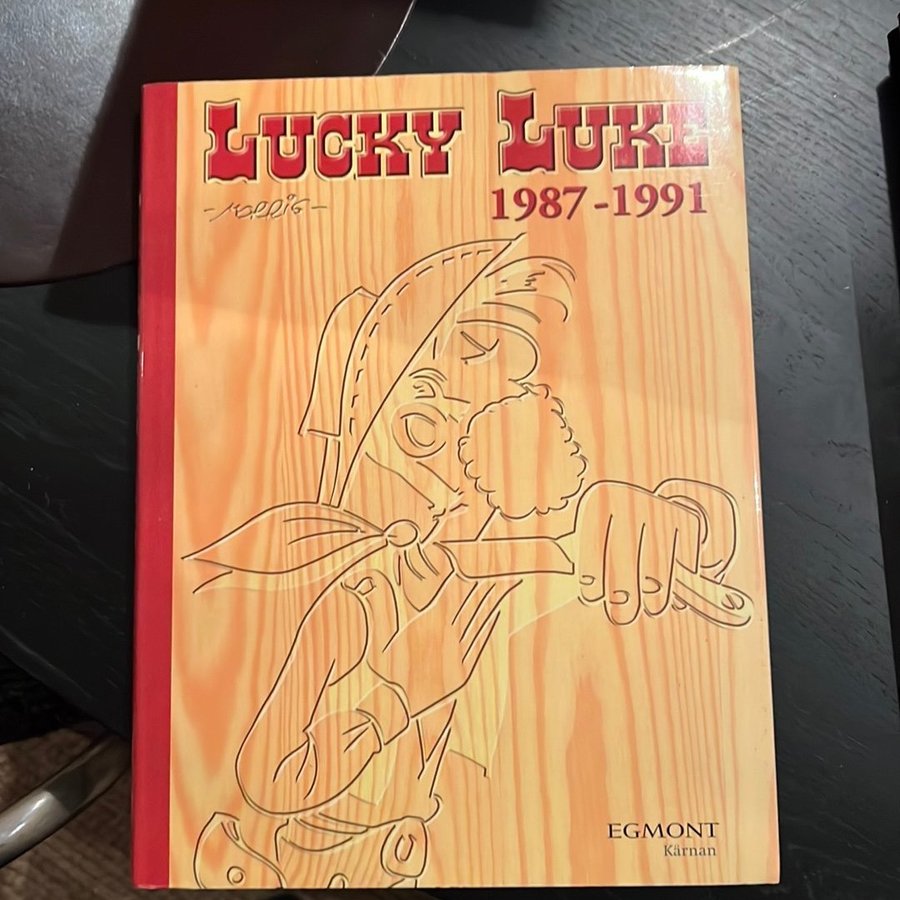 LUCKY LUKE
-MORRIS-
1987-1991
EGMONT
Kärnan